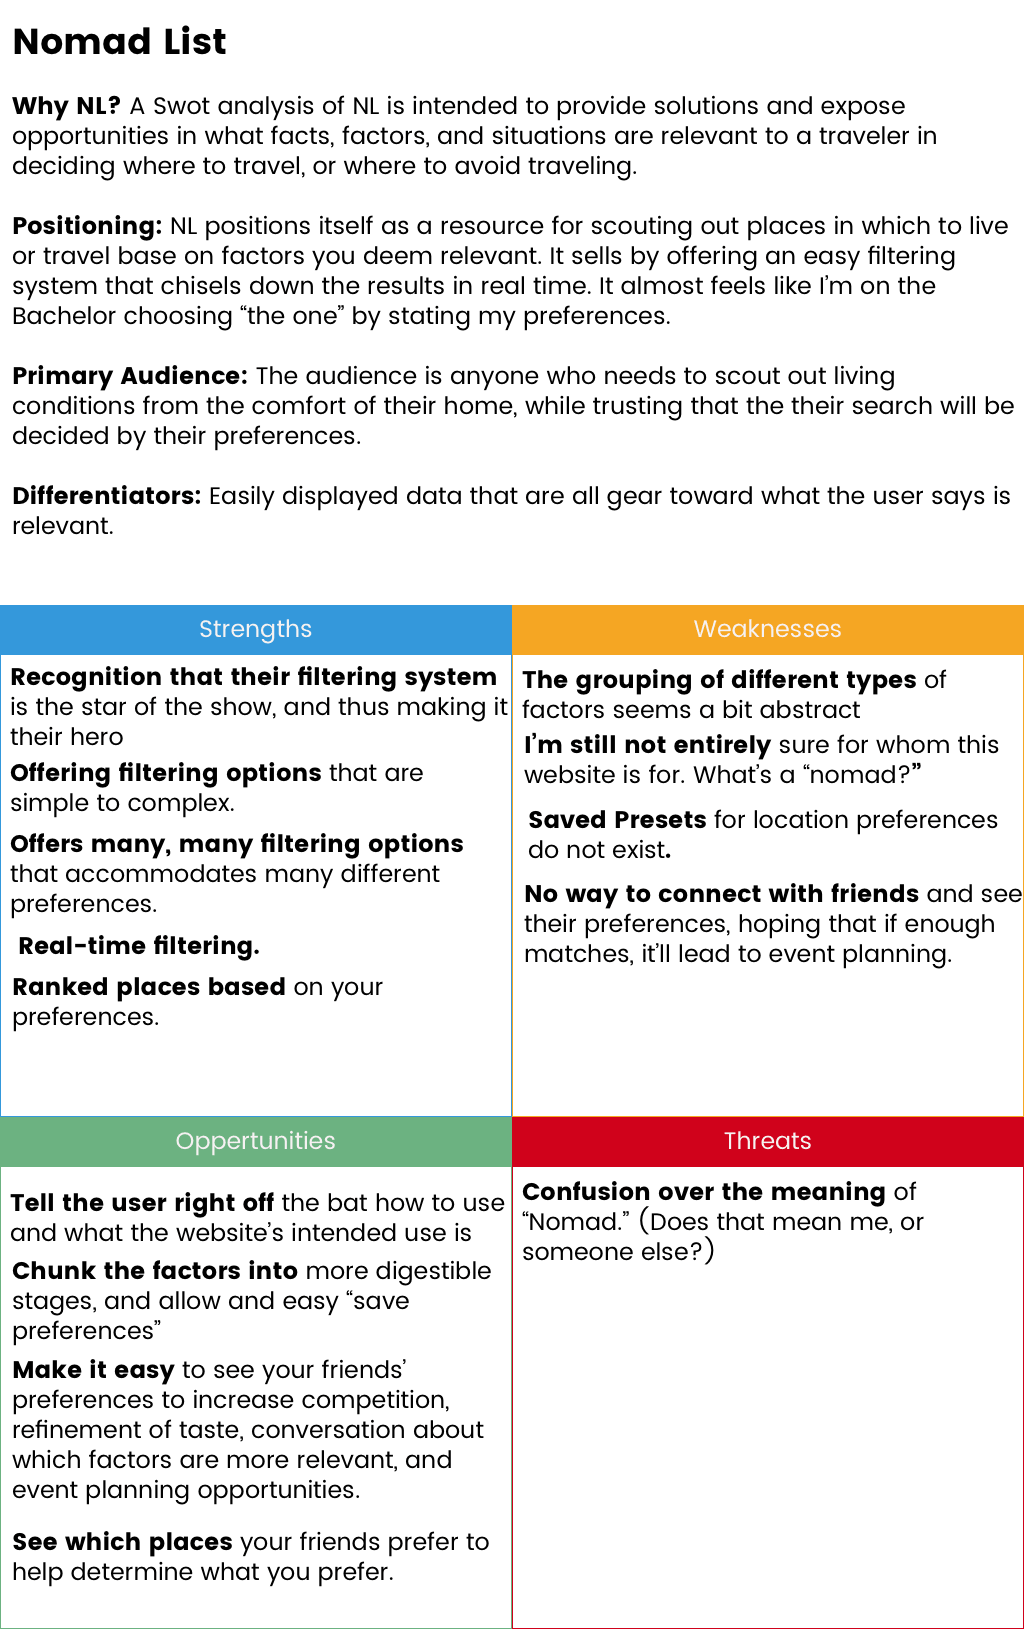 Nomad List
Why NL? A Swot analysis of NL is intended to provide solutions and expose
opportunities in what facts, factors, and situations are relevant to a traveler in
deciding where to travel, or where to avoid traveling.
Positioning: NL positions itself as a resource for scouting out places in which to live
or travel base on factors you deem relevant. It sells by offering an easy filtering
system that chisels down the results in real time. It almost feels like I’m on the
Bachelor choosing “the one” by stating my preferences.
Primary Audience: The audience is anyone who needs to scout out living
conditions from the comfort of their home, while trusting that the their search will be
decided by their preferences.
Differentiators: Easily displayed data that are all gear toward what the user says is
relevant.
Strengths
Recognition that their filtering system
is the star of the show, and thus making it
their hero
Offering filtering options that are
simple to complex.
Offers many, many filtering options
that accommodates many different
preferences.
Real-time filtering.
Ranked places based on your
preferences.
Weaknesses
The grouping of different types of
factors seems a bit abstract
I’m still not entirely sure for whom this
website is for. What’s a “nomad?”
Saved Presets for location preferences
do not exist.
No way to connect with friends and see
their preferences, hoping that if enough
matches, it’ll lead to event planning.
Oppertunities
Tell the user right off the bat how to use
and what the website’s intended use is
Chunk the factors into more digestible
stages, and allow and easy “save
preferences”
Make it easy to see your friends’
preferences to increase competition,
refinement of taste, conversation about
which factors are more relevant, and
event planning opportunities.
See which places your friends prefer to
help determine what you prefer.
Threats
Confusion over the meaning of
“Nomad.” (Does that mean me, or
someone else?)